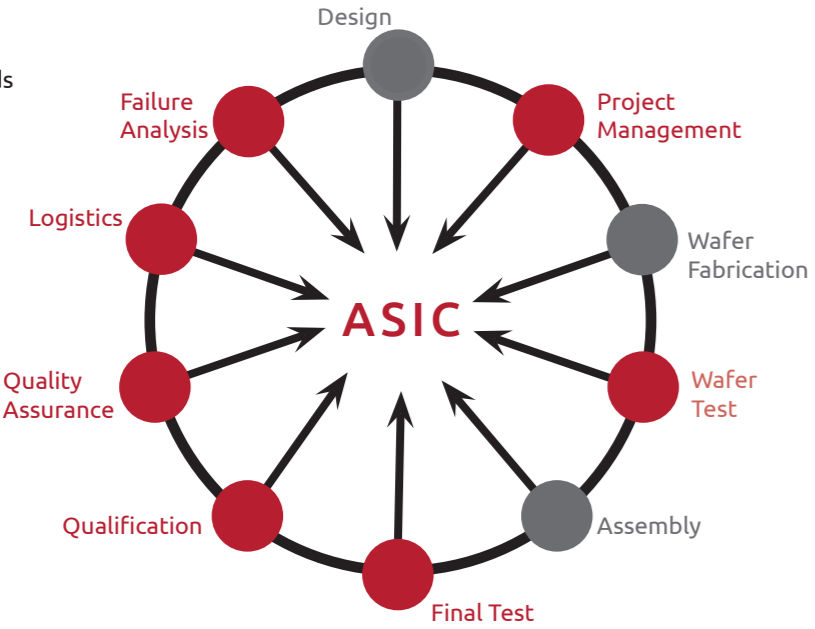 Design
Failure
Analysis
Project
Management
Logistics
Wafer
Fabrication
ASIC
Quality
Assurance
Wafer
Test
Qualification
Assembly
Final Test